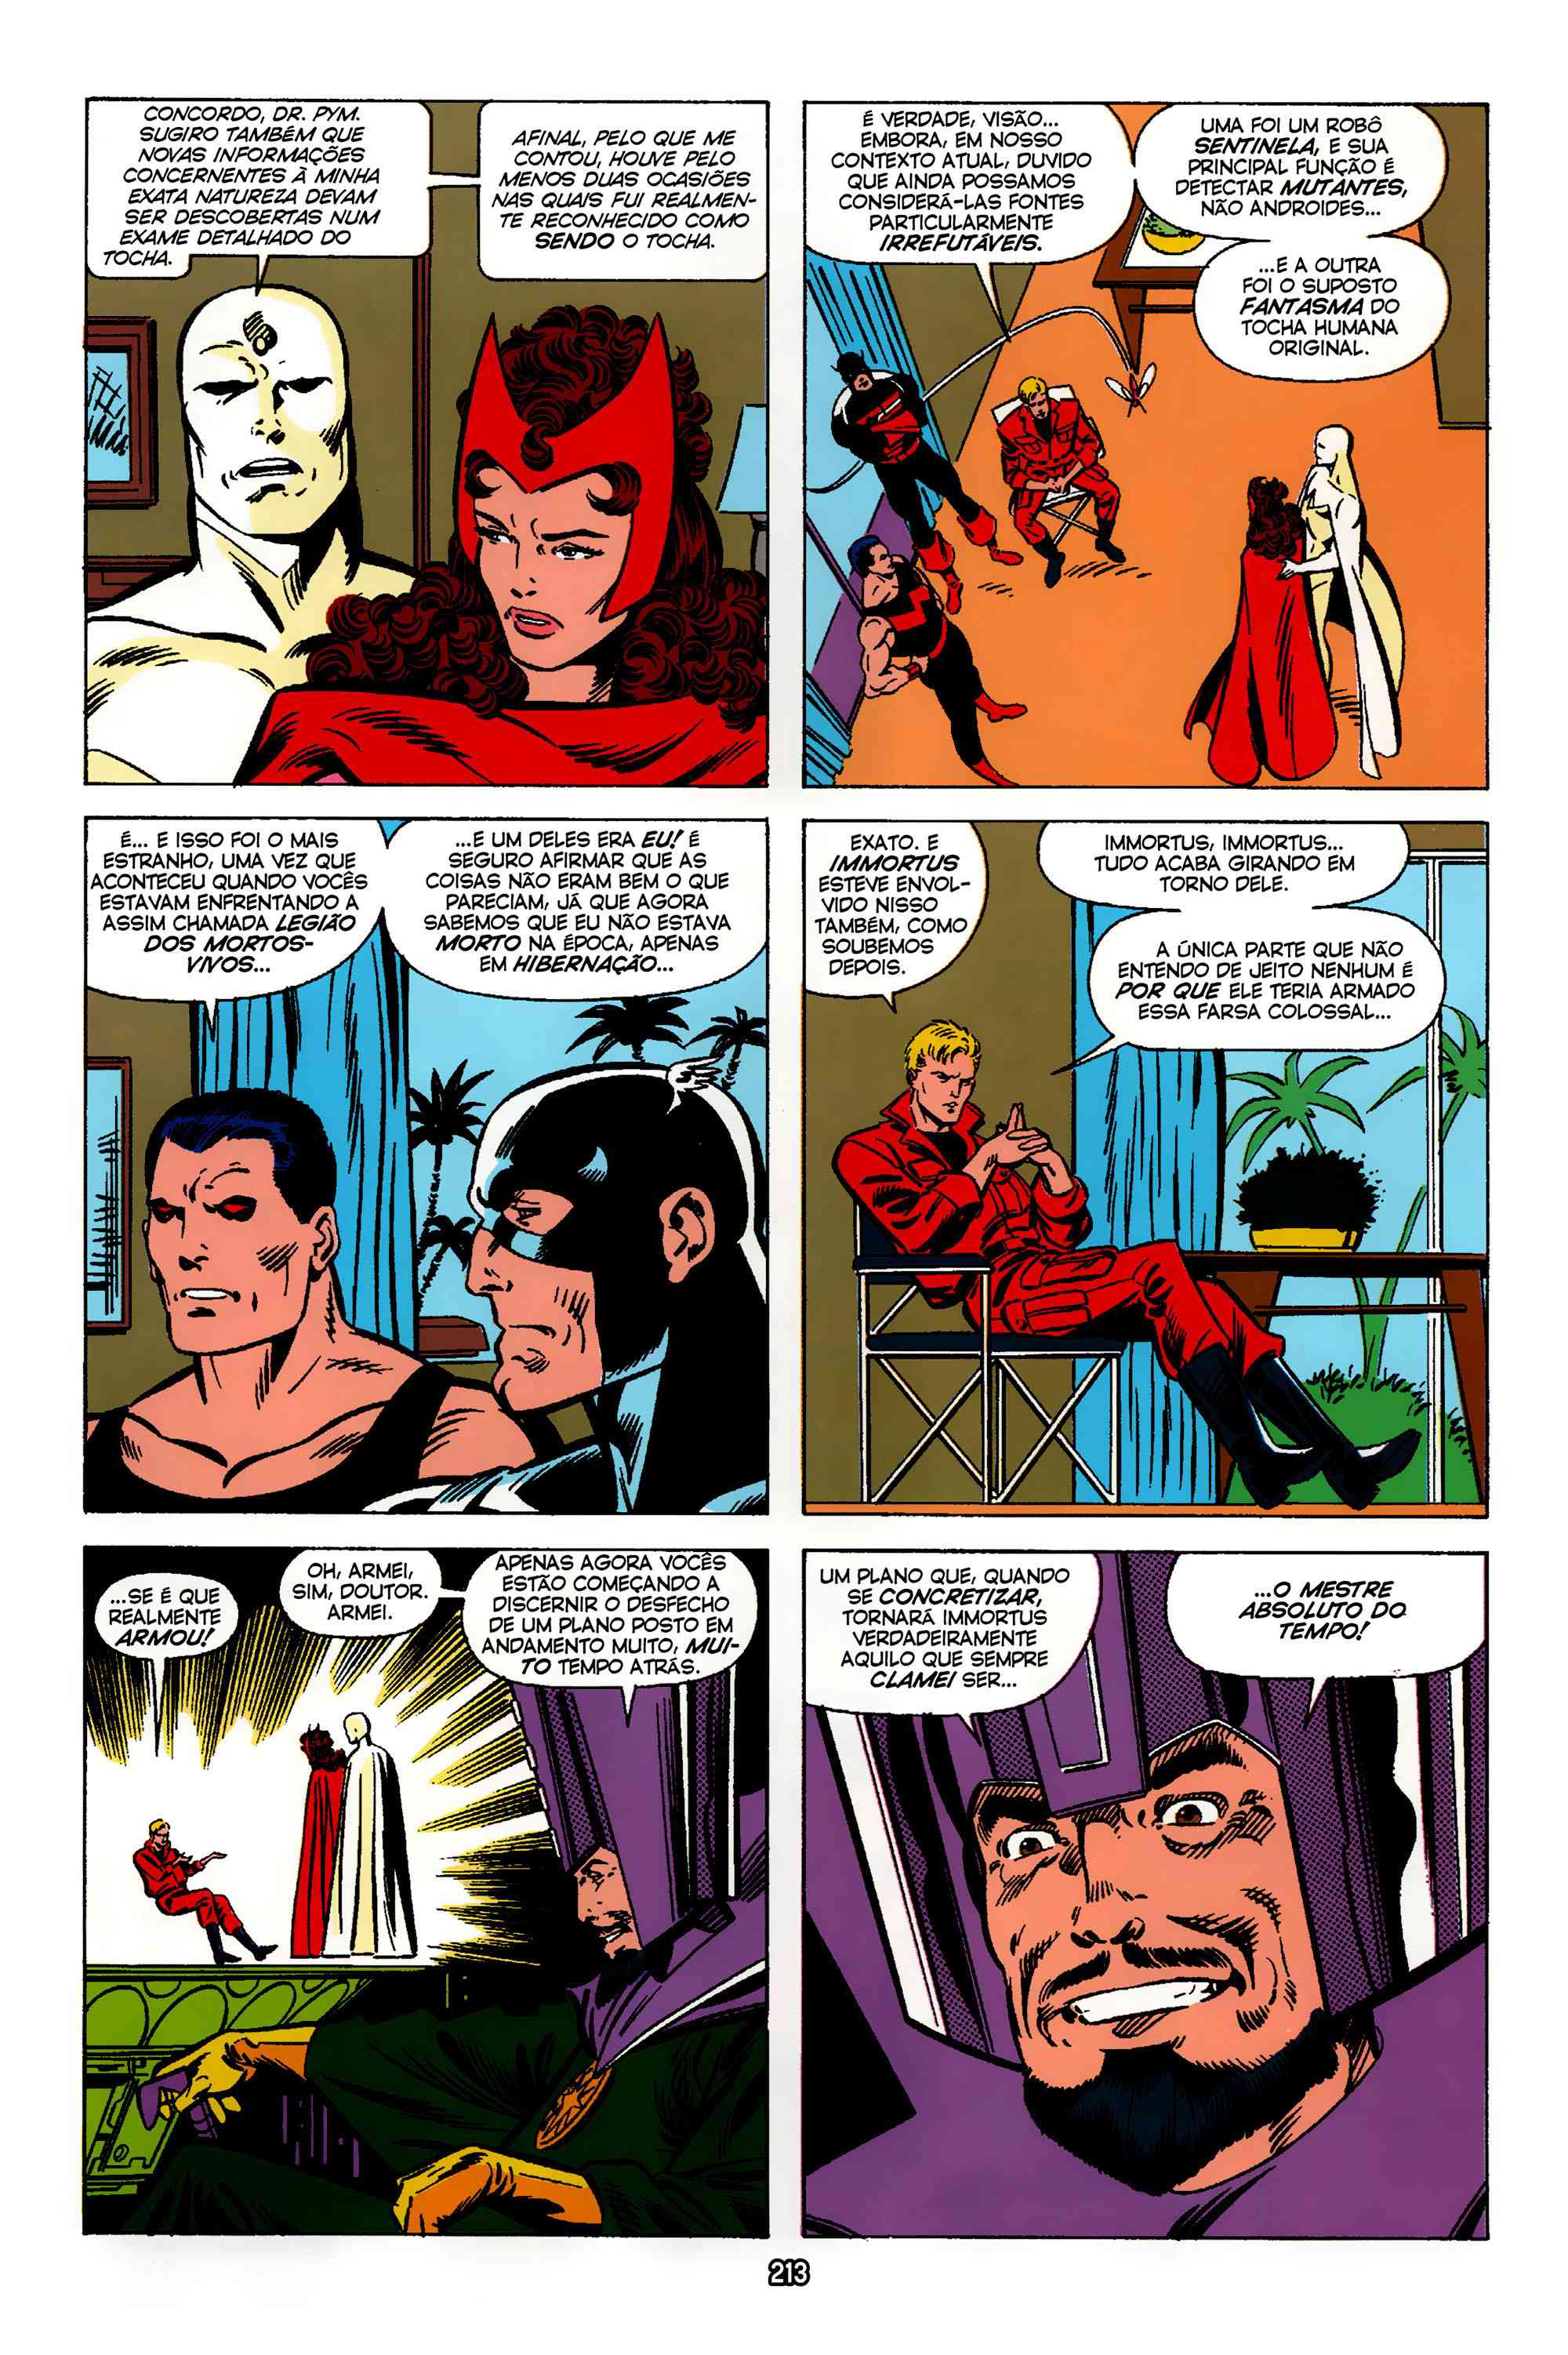 CONCORDO, DR. PYM.
SUGIRO TAMBÉM QUE
NOVAS INFORMAÇÕES
CONCERNENTES À MINHA
EXATA NATUREZA DEVAM
SER DESCOBERTAS NUM
EXAME DETALHADO DO
TOCHA.
AFINAL, PELO QUE ME
CONTOU, HOUVE PELO
MENOS DUAS OCASIÕES
NAS QUAIS FUI REALMEN-
TE RECONHECIDO COMO
SENDO O TOCHA.
É VERDADE, VISÃO...
EMBORA, EM NOSSO
CONTEXTO ATUAL, DUVIDO
QUE AINDA POSSAMOS
CONSIDERÁ-LAS FONTES
PARTICULARMENTE
IRREFUTÁVEIS.
UMA FOI UM ROBÔ
SENTINELA, E SUA
PRINCIPAL FUNÇÃO É
DETECTAR MUTANTES,
NÃO ANDROIDES...
...E A OUTRA
FOI O SUPOSTO
FANTASMA DO
TOCHA HUMANA
ORIGINAL.
É... E ISSO FOI O MAIS
ESTRANHO, UMA VEZ QUE
ACONTECEU QUANDO VOCÊS
ESTAVAM ENFRENTANDO A
ASSIM CHAMADA LEGIÃO
DOS MORTOS-
VIVOS...
...E UM DELES ERA EU! É
SEGURO AFIRMAR QUE AS
COISAS NÃO ERAM BEM O QUE
PARECIAM, JÁ QUE AGORA
SABEMOS QUE EU NÃO ESTAVA
MORTO NA ÉPOCA, APENAS
EM HIBERNAÇÃO...
EXATO. E
IMMORTUS
ESTEVE ENVOL-
VIDO NISSO
TAMBÉM, COMO
SOUBEMOS
DEPOIS.
IMMORTUS, IMMORTUS...
TUDO ACABA GIRANDO EM
TORNO DELE.
A ÚNICA PARTE QUE NÃO
ENTENDO DE JEITO NENHUM É
POR QUE ELE TERIA ARMADO
ESSA FARSA COLOSSAL...
...SE É QUE
REALMENTE
ARMOU!
OH, ARMEI,
SIM, DOUTOR.
ARMEI.
APENAS AGORA VOCÊS
ESTÃO COMEÇANDO A
DISCERNIR O DESFECHO
DE UM PLANO POSTO EM
ANDAMENTO MUITO, MUI-
TO TEMPO ATRÁS.
UM PLANO QUE, QUANDO
SE CONCRETIZAR,
TORNARÁ IMMORTUS
VERDADEIRAMENTE
AQUILO QUE SEMPRE
CLAMEI SER...
...O MESTRE
ABSOLUTO DO
TEMPO!
213